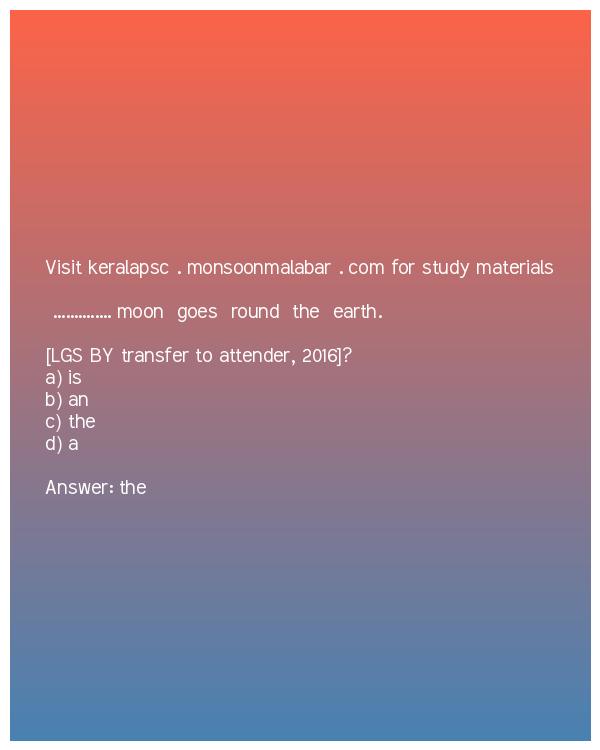 Visit keralapsc . monsoonmalabar . com for study materials
.............. moon goes round the earth.
[LGS BY transfer to attender, 2016]?
a) is
b) an
c) the
d) a
Answer: the